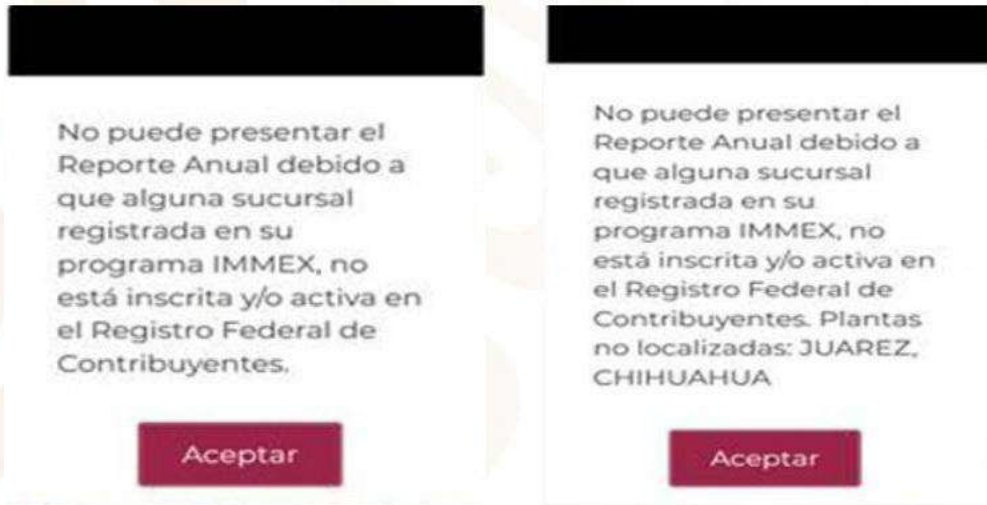 No puede presentar el
Reporte Anual debido a
que alguna sucursal
registrada en su
programa IMMEX, no
está inscrita y/o activa en
el Registro Federal de
Contribuyentes.
Aceptar
No puede presentar el
Reporte Anual debido a
que alguna sucursal
registrada en su
programa IMMEX, no
está inscrita y/o activa en
el Registro Federal de
Contribuyentes. Plantas
no localizadas: JUAREZ,
CHIHUAHUA
Aceptar